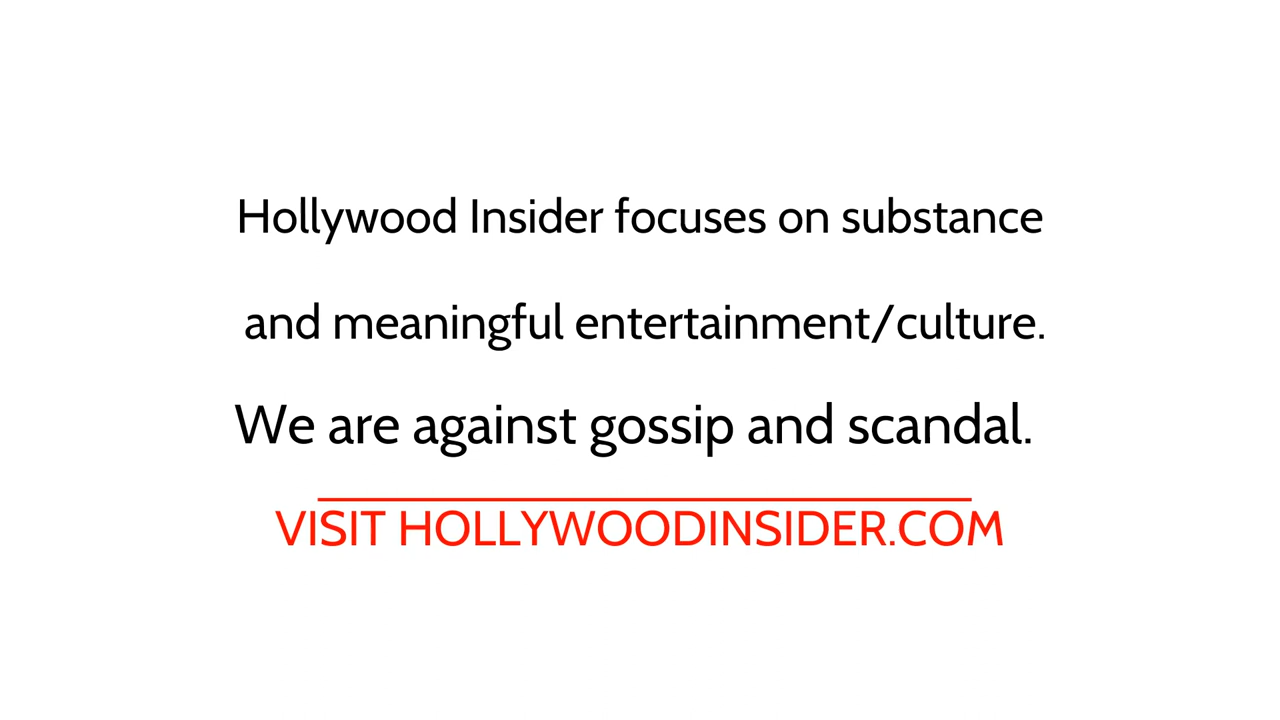 Hollywood Insider focuses on substance
and meaningful entertainment/culture.
We are against gossip and scandal.
VISIT HOLLYWOODINSIDER.COM